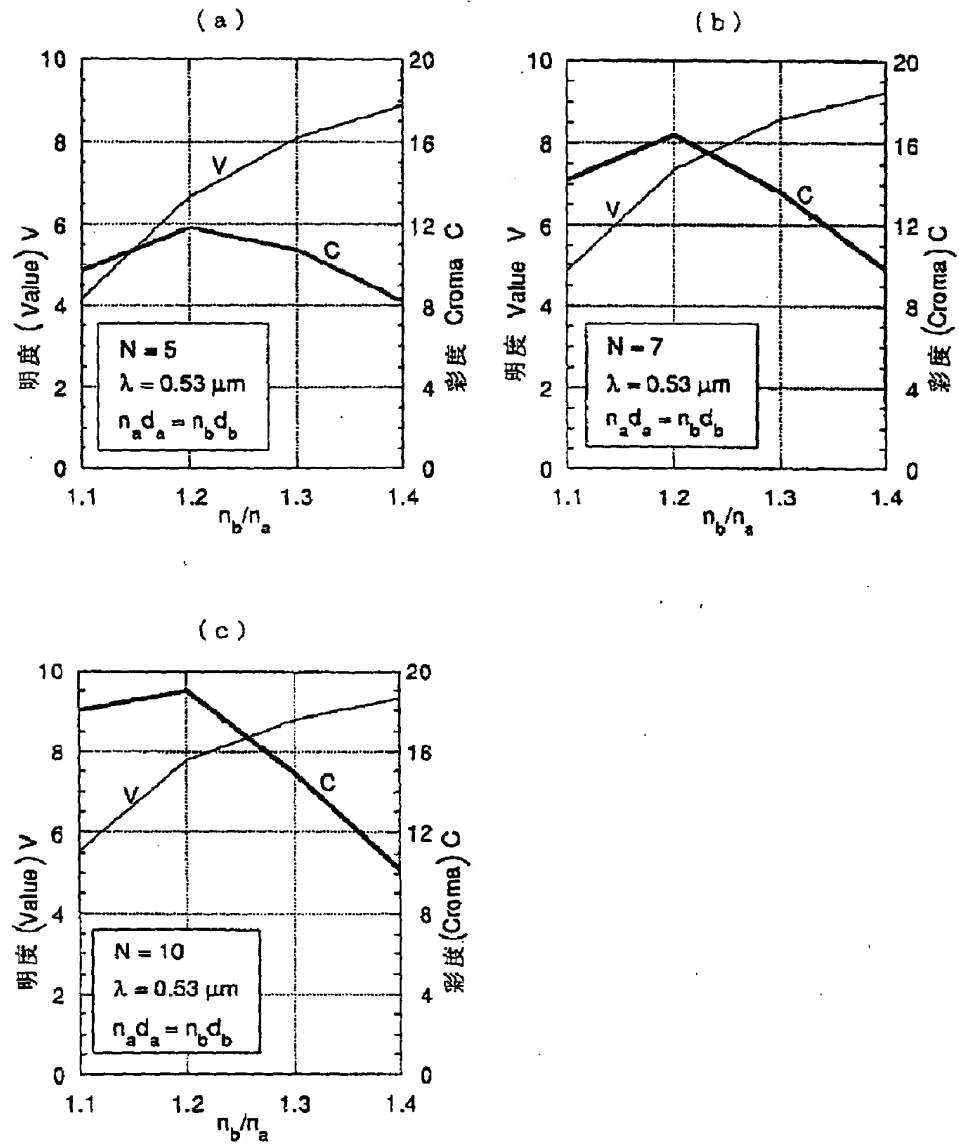 (a)
10
8
6
4
2
0
明度 (Value) V
20
16
12
8
4
0
彩度 Croma C
V
C
N = 5
λ = 0.53 μm
n_a d_a = n_b d_b
1.1 1.2 1.3 1.4
n_b/n_a
(b)
10
8
6
4
2
0
明度 Value V
20
16
12
8
4
0
彩度 (Croma) C
V
C
N = 7
λ = 0.53 μm
n_a d_a = n_b d_b
1.1 1.2 1.3 1.4
n_b/n_a
(c)
10
8
6
4
2
0
明度 (Value) V
20
16
12
8
4
0
彩度 (Croma) C
V
C
N = 10
λ = 0.53 μm
n_a d_a = n_b d_b
1.1 1.2 1.3 1.4
n_b/n_a